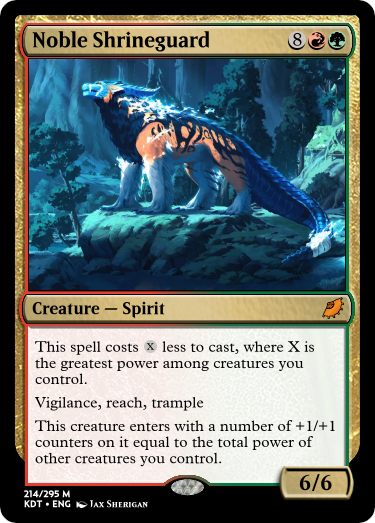 Noble Shrineguard 8
Creature — Spirit
This spell costs X less to cast, where X is
the greatest power among creatures you
control.
Vigilance, reach, trample
This creature enters with a number of +1/+1
counters on it equal to the total power of
other creatures you control.
6/6
214/295 M
KDT • ENG Jax Sherigan